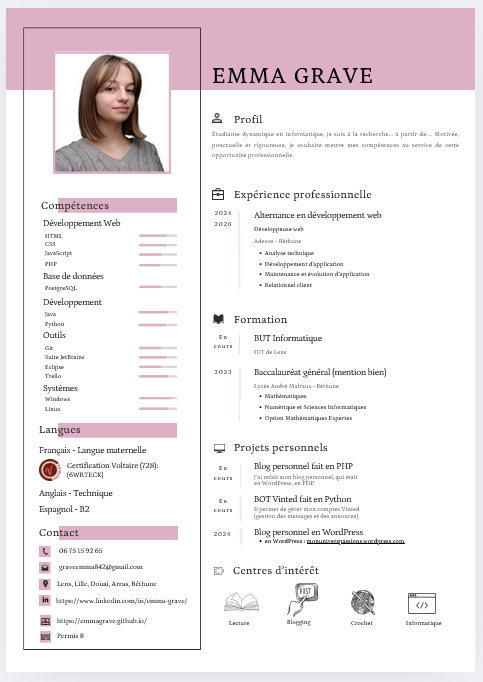 EMMA GRAVE
Profil
Étudiante dynamique en informatique, je suis à la recherche... à partir de... Motivée,
ponctuelle et rigoureuse, je souhaite mettre mes compétences au service de cette
opportunité professionnelle.
Compétences
Développement Web
HTML
CSS
JavaScript
PHP
Base de données
PostgreSQL
Développement
Java
Python
Outils
Git
Suite JetBrains
Eclipse
Trello
Systèmes
Windows
Linux
Langues
Français - Langue maternelle
Certification Voltaire (728):
(6WRTECK)
Anglais - Technique
Espagnol - B2
Contact
06 75 15 92 65
graveemma842@gmail.com
Lens, Lille, Douai, Arras, Béthune
https://www.linkedin.com/in/emma-grave/
https://emmagrave.github.io/
Permis B
Expérience professionnelle
2024
2026
Alternance en développement web
Développeuse web
Adexos - Béthune
• Analyse technique
• Développement d'application
• Maintenance et évolution d'application
• Relationnel client
Formation
En
cours
BUT Informatique
IUT de Lens
2023
Baccalauréat général (mention bien)
Lycée André Malraux - Béthune
• Mathématiques
• Numérique et Sciences Informatiques
• Option Mathématiques Expertes
Projets personnels
En
cours
Blog personnel fait en PHP
J'ai refait mon blog personnel, qui était
en WordPress, en PHP
En
cours
BOT Vinted fait en Python
Il permet de gérer mon comptes Vinted
(gestion des messages et des annonces)
2024
Blog personnel en WordPress
• en WordPress : monuniverspassions.wordpress.com
Centres d'intérêt
POST
Lecture
Blogging
Crochet
Informatique